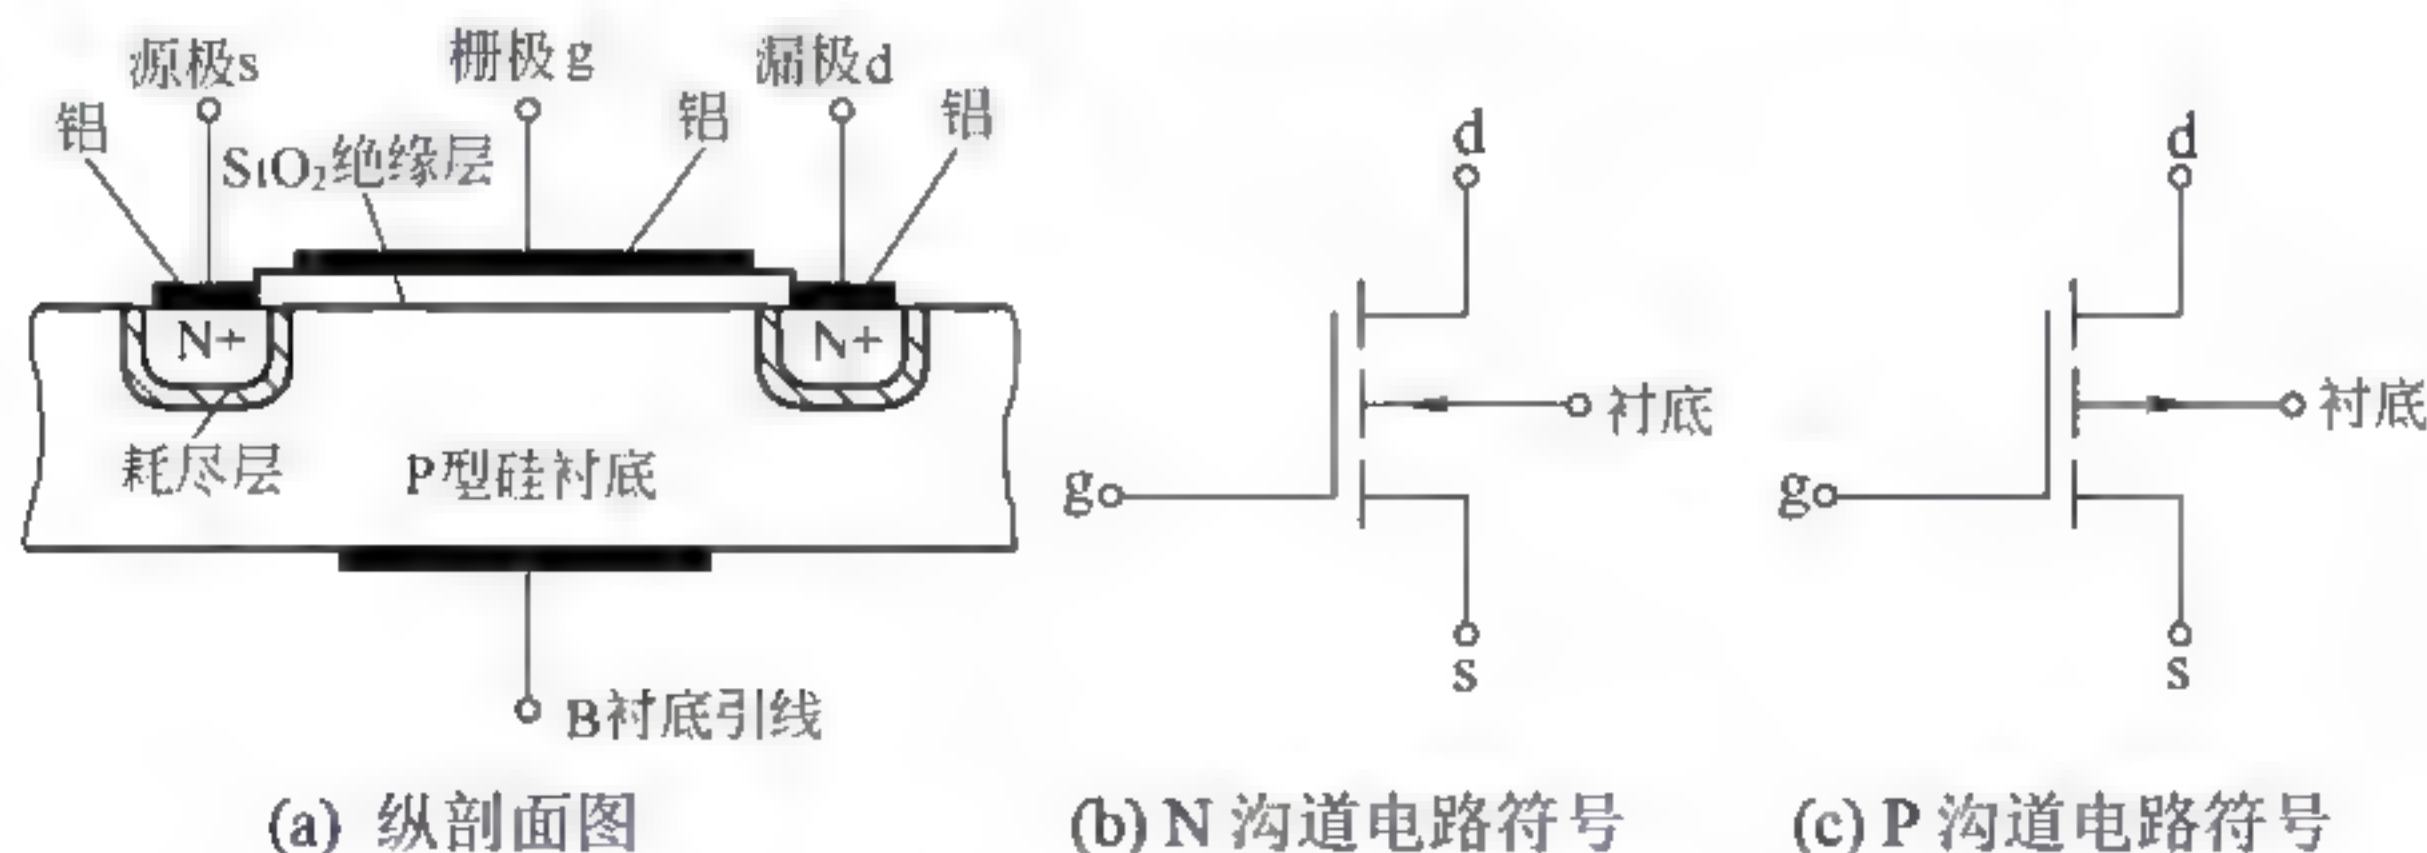 源极s
栅极g
漏极d
铝
铝
铝
SiO₂绝缘层
N+
N+
耗尽层
P型硅衬底
B衬底引线
(a) 纵剖面图
d
衬底
g
s
(b) N 沟道电路符号
d
衬底
g
s
(c) P 沟道电路符号